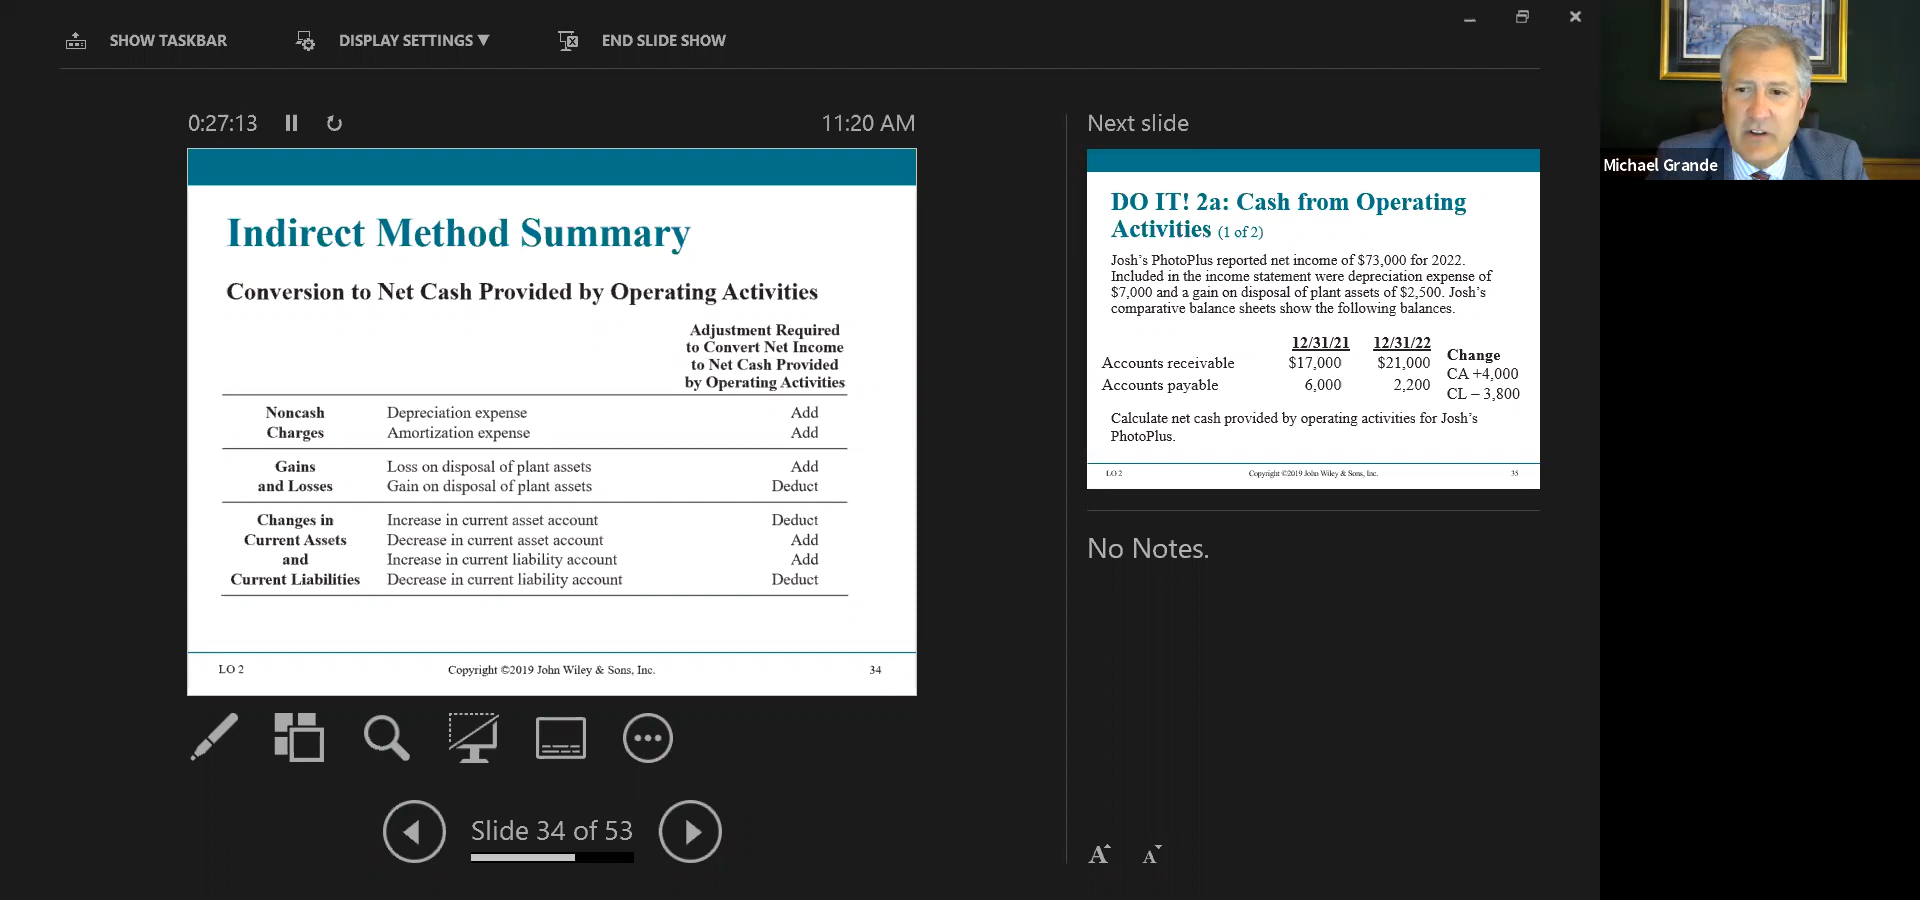 SHOW TASKBAR
DISPLAY SETTINGS ▼
END SLIDE SHOW
0:27:13
11:20 AM
Indirect Method Summary
Conversion to Net Cash Provided by Operating Activities
Adjustment Required
to Convert Net Income
to Net Cash Provided
by Operating Activities
Noncash Depreciation expense Add
Charges Amortization expense Add
Gains Loss on disposal of plant assets Add
and Losses Gain on disposal of plant assets Deduct
Changes in Increase in current asset account Deduct
Current Assets Decrease in current asset account Add
and Increase in current liability account Add
Current Liabilities Decrease in current liability account Deduct
LO 2 Copyright ©2019 John Wiley & Sons, Inc. 34
Slide 34 of 53
Next slide
DO IT! 2a: Cash from Operating
Activities (1 of 2)
Josh's PhotoPlus reported net income of $73,000 for 2022.
Included in the income statement were depreciation expense of
$7,000 and a gain on disposal of plant assets of $2,500. Josh's
comparative balance sheets show the following balances.
12/31/21 12/31/22
Change
Accounts receivable $17,000 $21,000
CA +4,000
Accounts payable 6,000 2,200
CL – 3,800
Calculate net cash provided by operating activities for Josh's
PhotoPlus.
LO 2 Copyright ©2019 John Wiley & Sons, Inc. 35
No Notes.
A A
Michael Grande